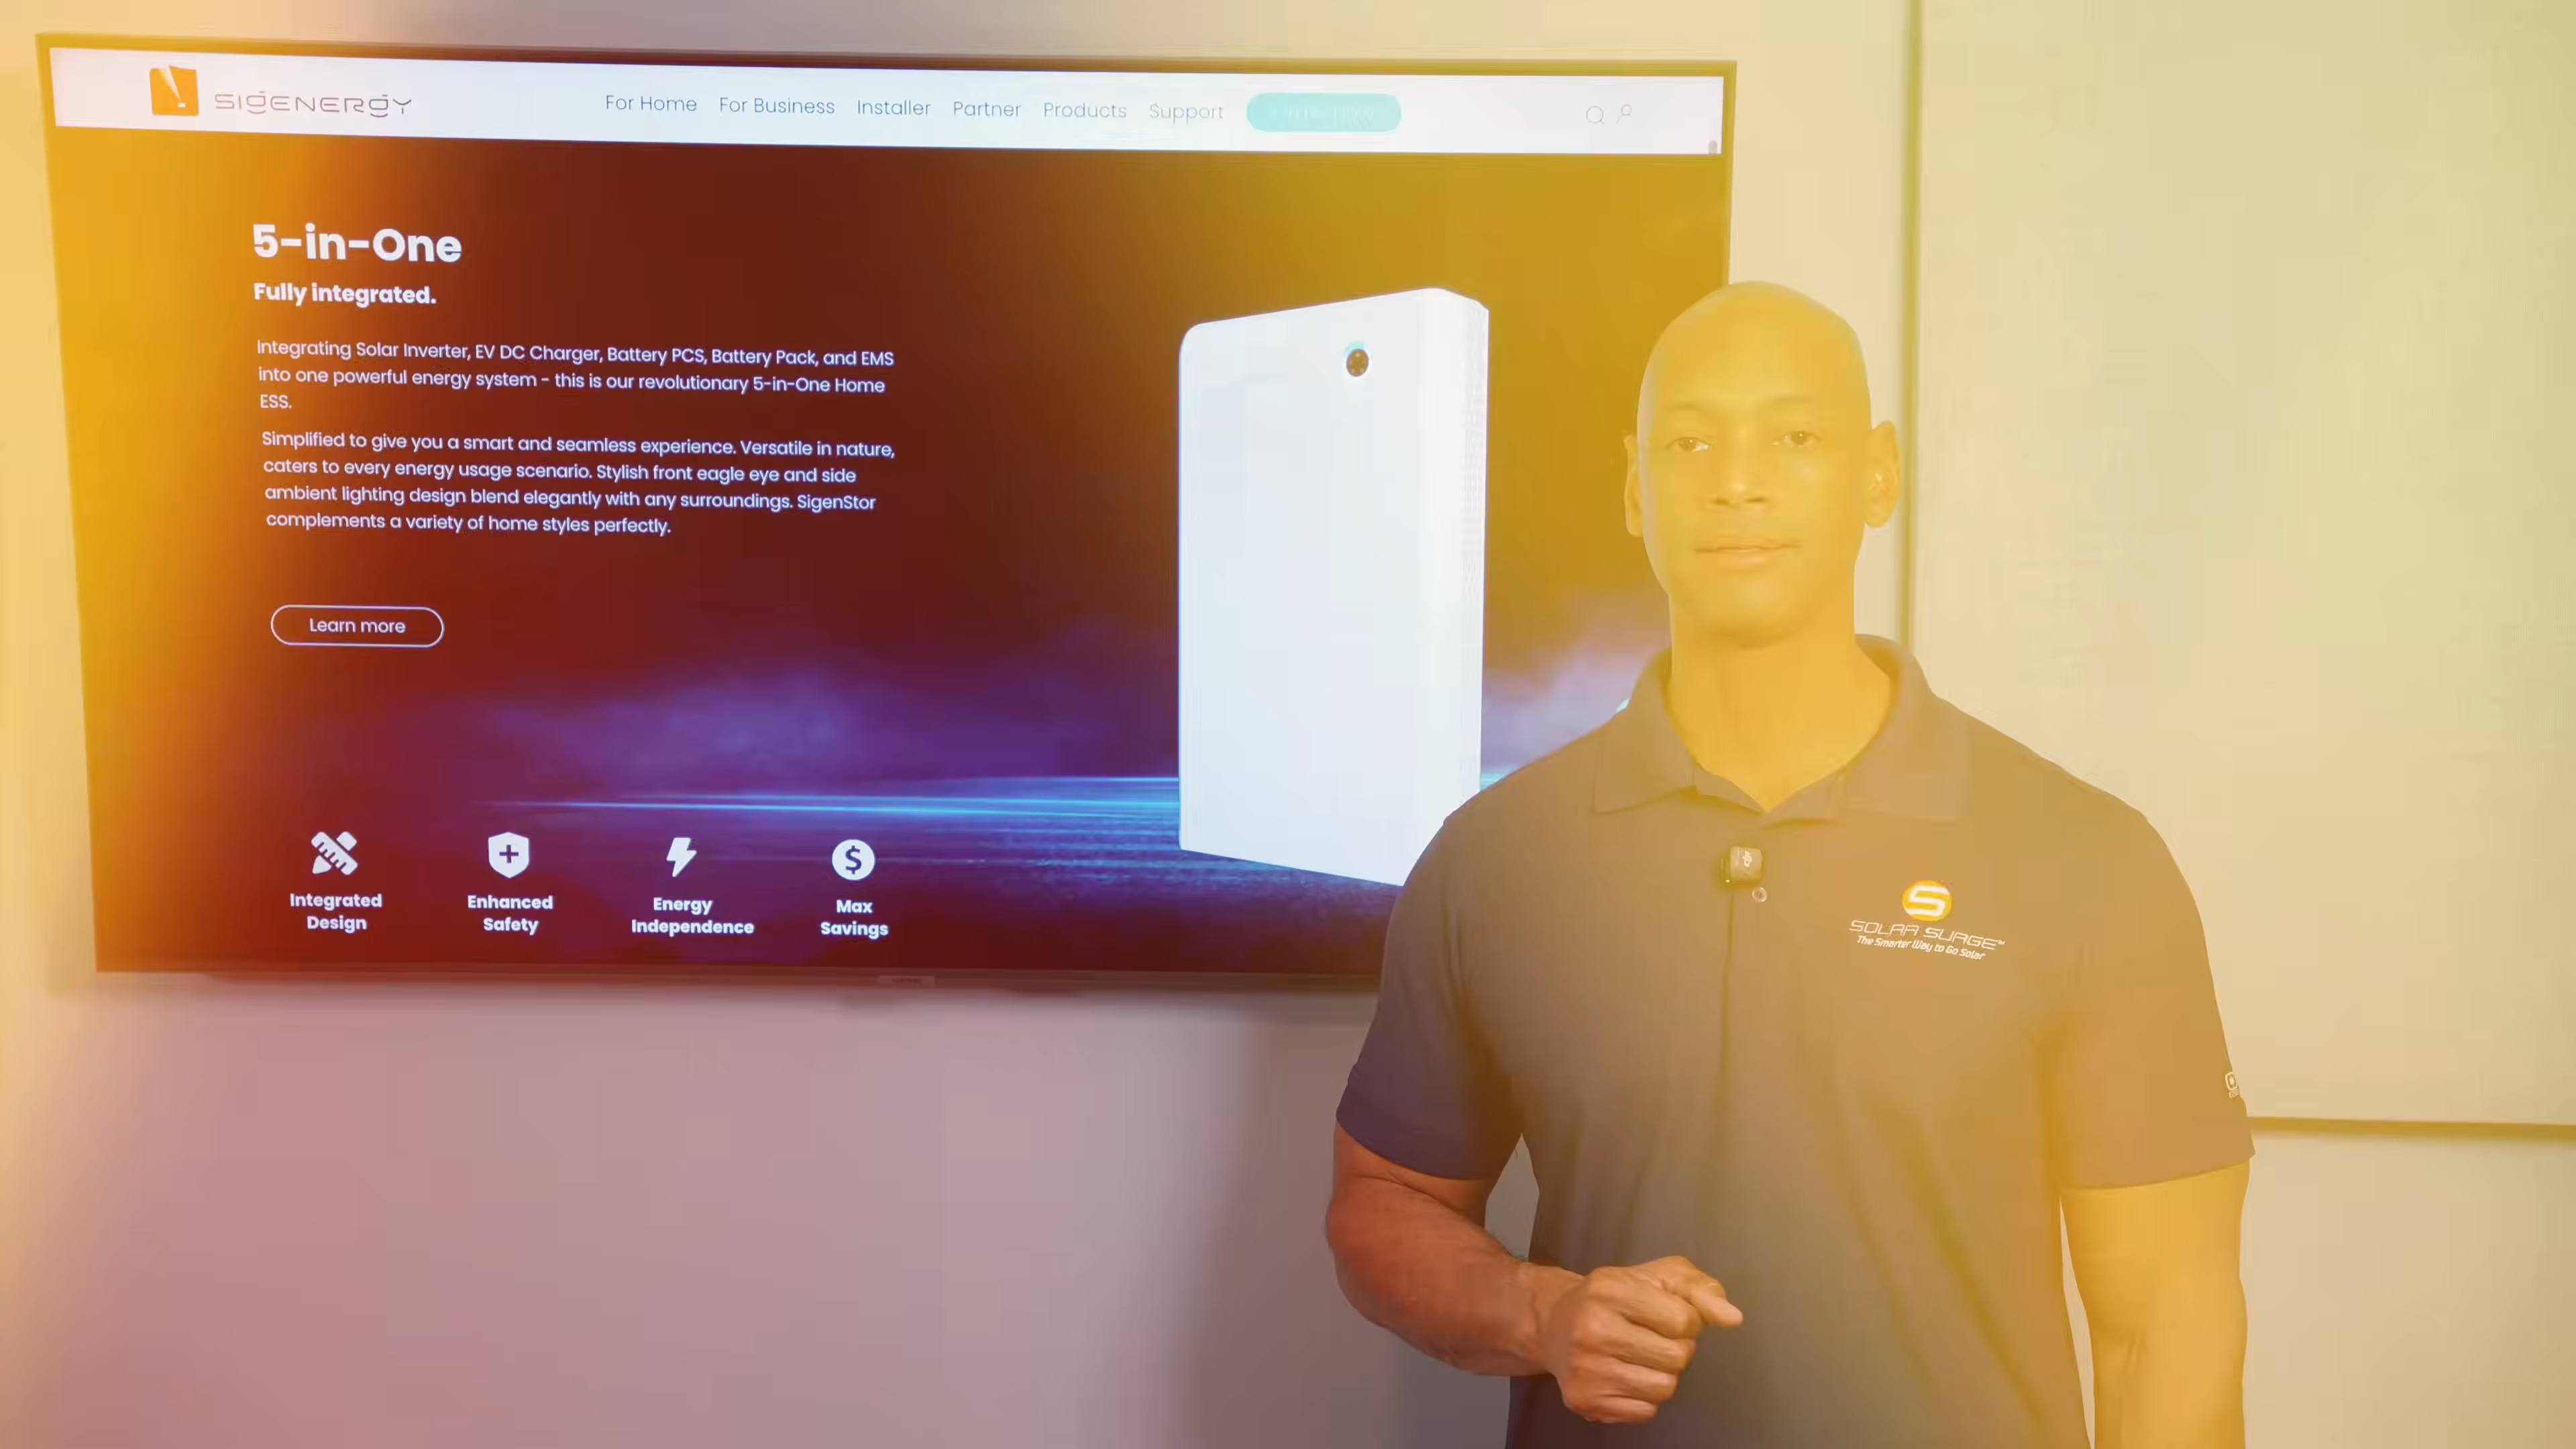 SIGENERGY
For Home For Business Installer Partner Products Support
5-in-One
Fully integrated.
Integrating Solar Inverter, EV DC Charger, Battery PCS, Battery Pack, and EMS
into one powerful energy system - this is our revolutionary 5-in-One Home
ESS.
Simplified to give you a smart and seamless experience. Versatile in nature,
caters to every energy usage scenario. Stylish front eagle eye and side
ambient lighting design blend elegantly with any surroundings. SigenStor
complements a variety of home styles perfectly.
Learn more
Integrated
Design
Enhanced
Safety
Energy
Independence
Max
Savings
dji
S
SOLAR SURGE™
The Smarter Way to Go Solar